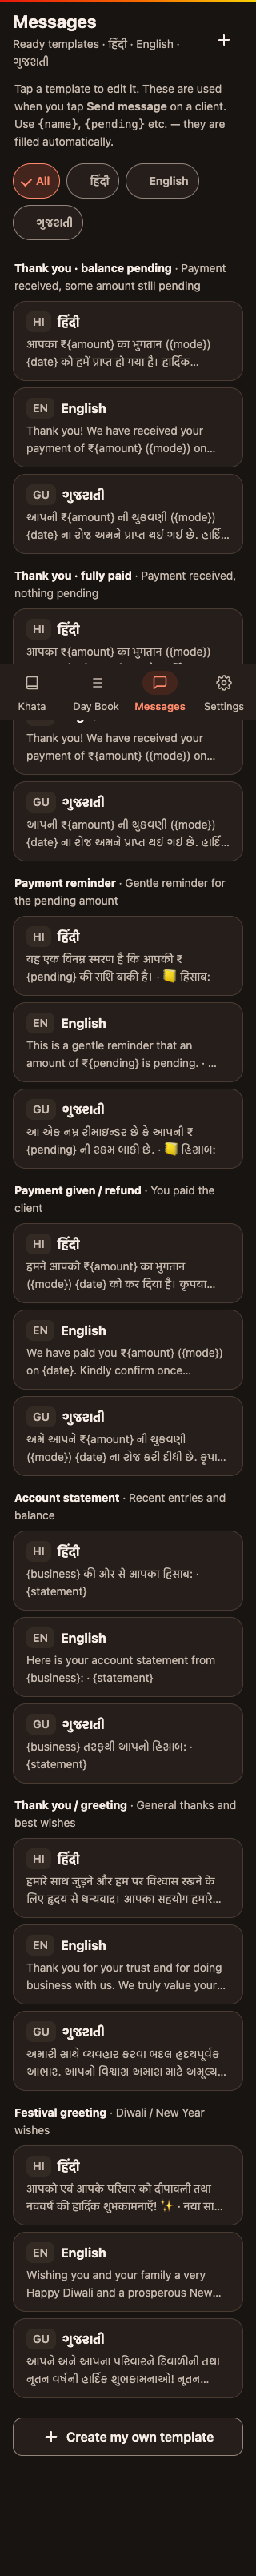 Messages
Ready templates · हिंदी · English ·
ગુજરાતી
Tap a template to edit it. These are used
when you tap Send message on a client.
Use {name}, {pending} etc. — they are
filled automatically.
All
हिंदी
English
ગુજરાતી
Thank you · balance pending · Payment
received, some amount still pending
HI हिंदी
आपका ₹{amount} का भुगतान ({mode})
{date} को हमें प्राप्त हो गया है। हार्दिक…
EN English
Thank you! We have received your
payment of ₹{amount} ({mode}) on…
GU ગુજરાતી
આપની ₹{amount} ની ચુકવણી ({mode})
{date} ના રોજ અમને પ્રાપ્ત થઈ ગઈ છે. હાર્દિ…
Thank you · fully paid · Payment received,
nothing pending
HI हिंदी
आपका ₹{amount} का भुगतान ({mode})
Khata
Day Book
Messages
Settings
Thank you! We have received your
payment of ₹{amount} ({mode}) on…
GU ગુજરાતી
આપની ₹{amount} ની ચુકવણી ({mode})
{date} ના રોજ અમને પ્રાપ્ત થઈ ગઈ છે. હાર્દિ…
Payment reminder · Gentle reminder for
the pending amount
HI हिंदी
यह एक विनम्र स्मरण है कि आपकी ₹
{pending} की राशि बाकी है। · 📒 हिसाब:
EN English
This is a gentle reminder that an
amount of ₹{pending} is pending. · …
GU ગુજરાતી
આ એક નમ્ર રીમાઇન્ડર છે કે આપની ₹
{pending} ની રકમ બાકી છે. · 📒 હિસાબ:
Payment given / refund · You paid the
client
HI हिंदी
हमने आपको ₹{amount} का भुगतान
({mode}) {date} को कर दिया है। कृपया…
EN English
We have paid you ₹{amount} ({mode})
on {date}. Kindly confirm once…
GU ગુજરાતી
અમે આપને ₹{amount} ની ચુકવણી
({mode}) {date} ના રોજ કરી દીધી છે. કૃપા…
Account statement · Recent entries and
balance
HI हिंदी
{business} की ओर से आपका हिसाब: ·
{statement}
EN English
Here is your account statement from
{business}: · {statement}
GU ગુજરાતી
{business} તરફથી આપનો હિસાબ: ·
{statement}
Thank you / greeting · General thanks and
best wishes
HI हिंदी
हमारे साथ जुड़ने और हम पर विश्वास रखने के
लिए हृदय से धन्यवाद। आपका सहयोग हमारे…
EN English
Thank you for your trust and for doing
business with us. We truly value your…
GU ગુજરાતી
અમારી સાથે વ્યવહાર કરવા બદલ હૃદયપૂર્વક
આભાર. આપનો વિશ્વાસ અમારા માટે અમૂલ્ય…
Festival greeting · Diwali / New Year
wishes
HI हिंदी
आपको एवं आपके परिवार को दीपावली तथा
नववर्ष की हार्दिक शुभकामनाएँ! ✨ · नया सा…
EN English
Wishing you and your family a very
Happy Diwali and a prosperous New…
GU ગુજરાતી
આપને અને આપના પરિવારને દિવાળીની તથા
નૂતન વર્ષની હાર્દિક શુભકામનાઓ! નૂતન…
Create my own template